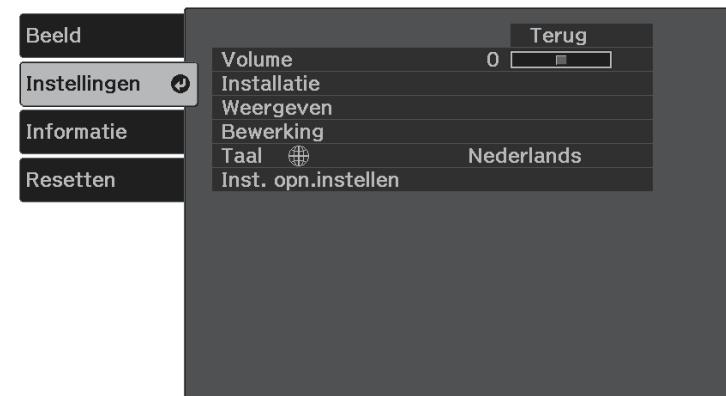 Beeld
Instellingen
Informatie
Resetten
Terug
Volume 0
Installatie
Weergeven
Bewerking
Taal Nederlands
Inst. opn.instellen